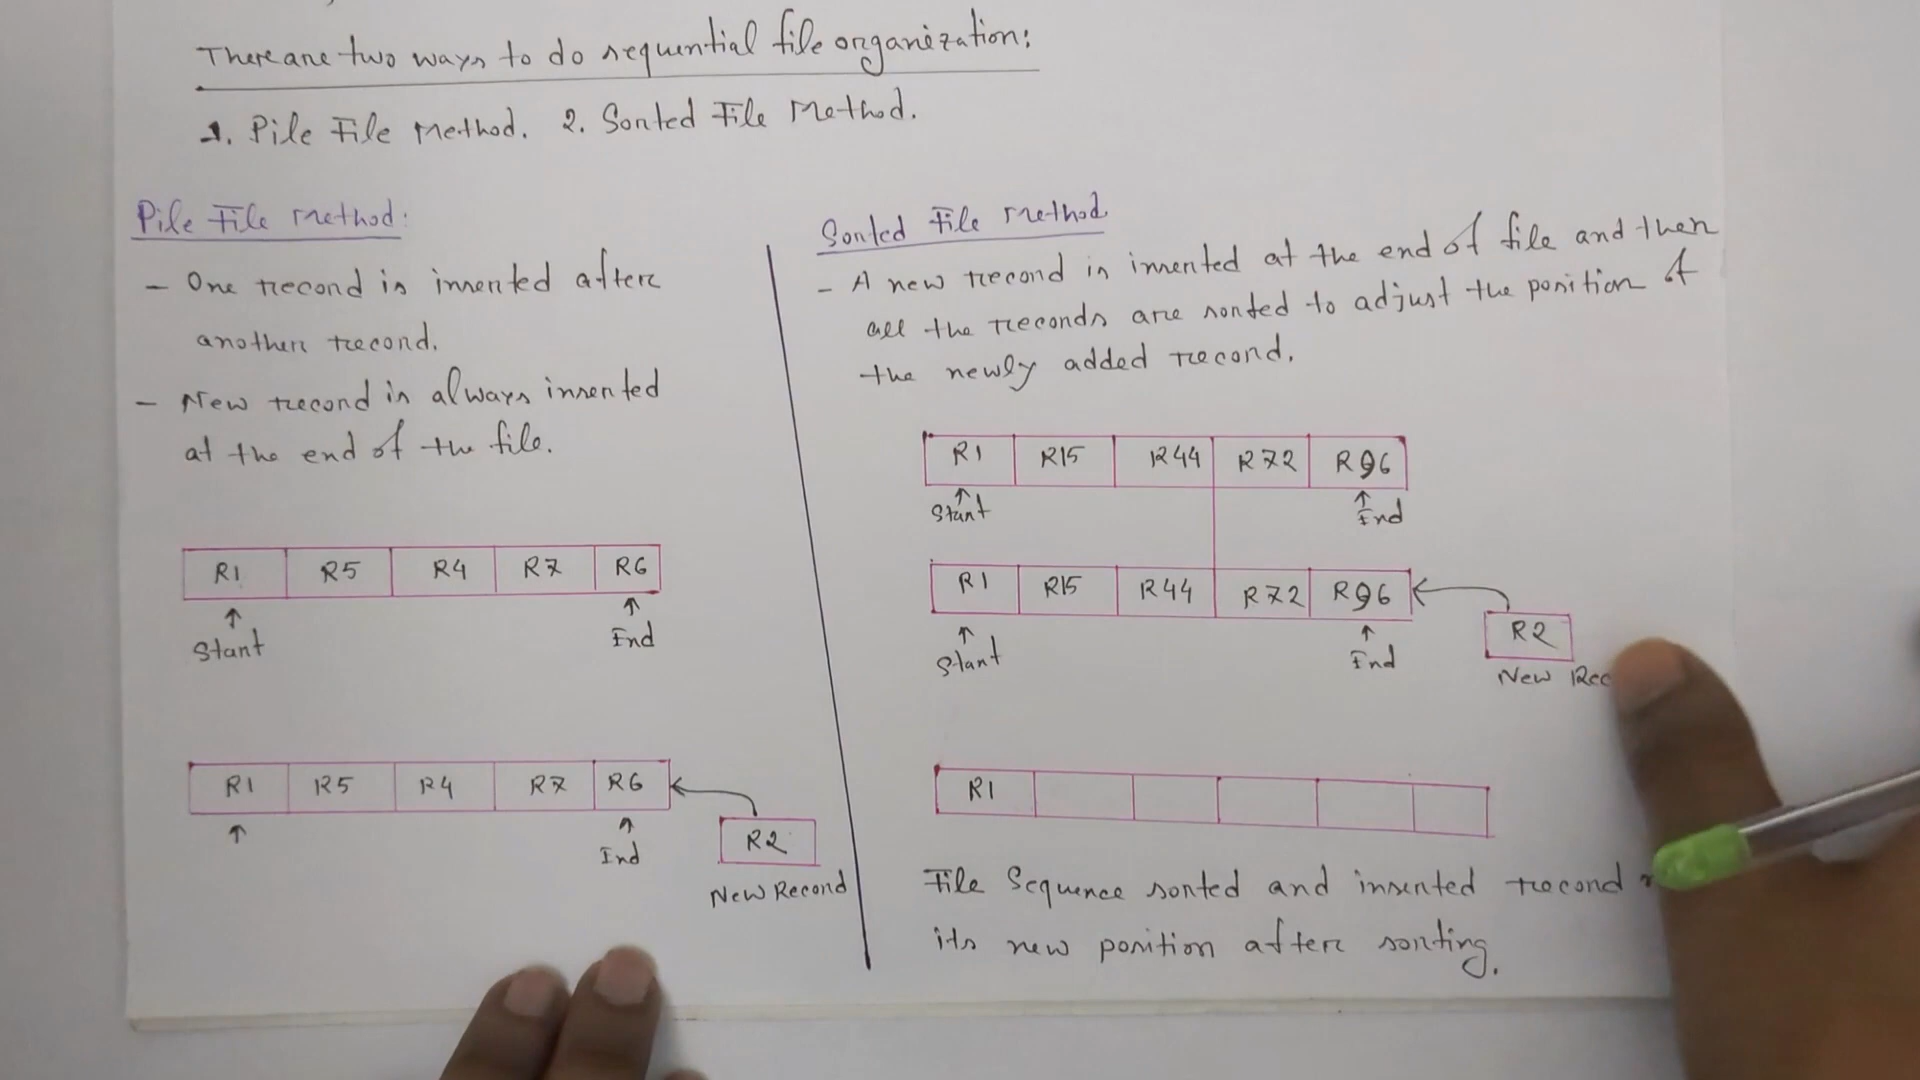 There are two ways to do sequential file organization:
1. Pile File Method. 2. Sorted File Method.
Pile File Method:
- One record is inserted after
another record.
- New record is always inserted
at the end of the file.
R1 R5 R4 R7 R6
Start End
R1 R5 R4 R7 R6
End
R2
New Record
Sorted File Method
- A new record is inserted at the end of file and then
all the records are sorted to adjust the position of
the newly added record.
R1 R15 R44 R72 R96
Start End
R1 R15 R44 R72 R96
Start End
R2
New Rec
R1
File Sequence sorted and inserted record
its new position after sorting.